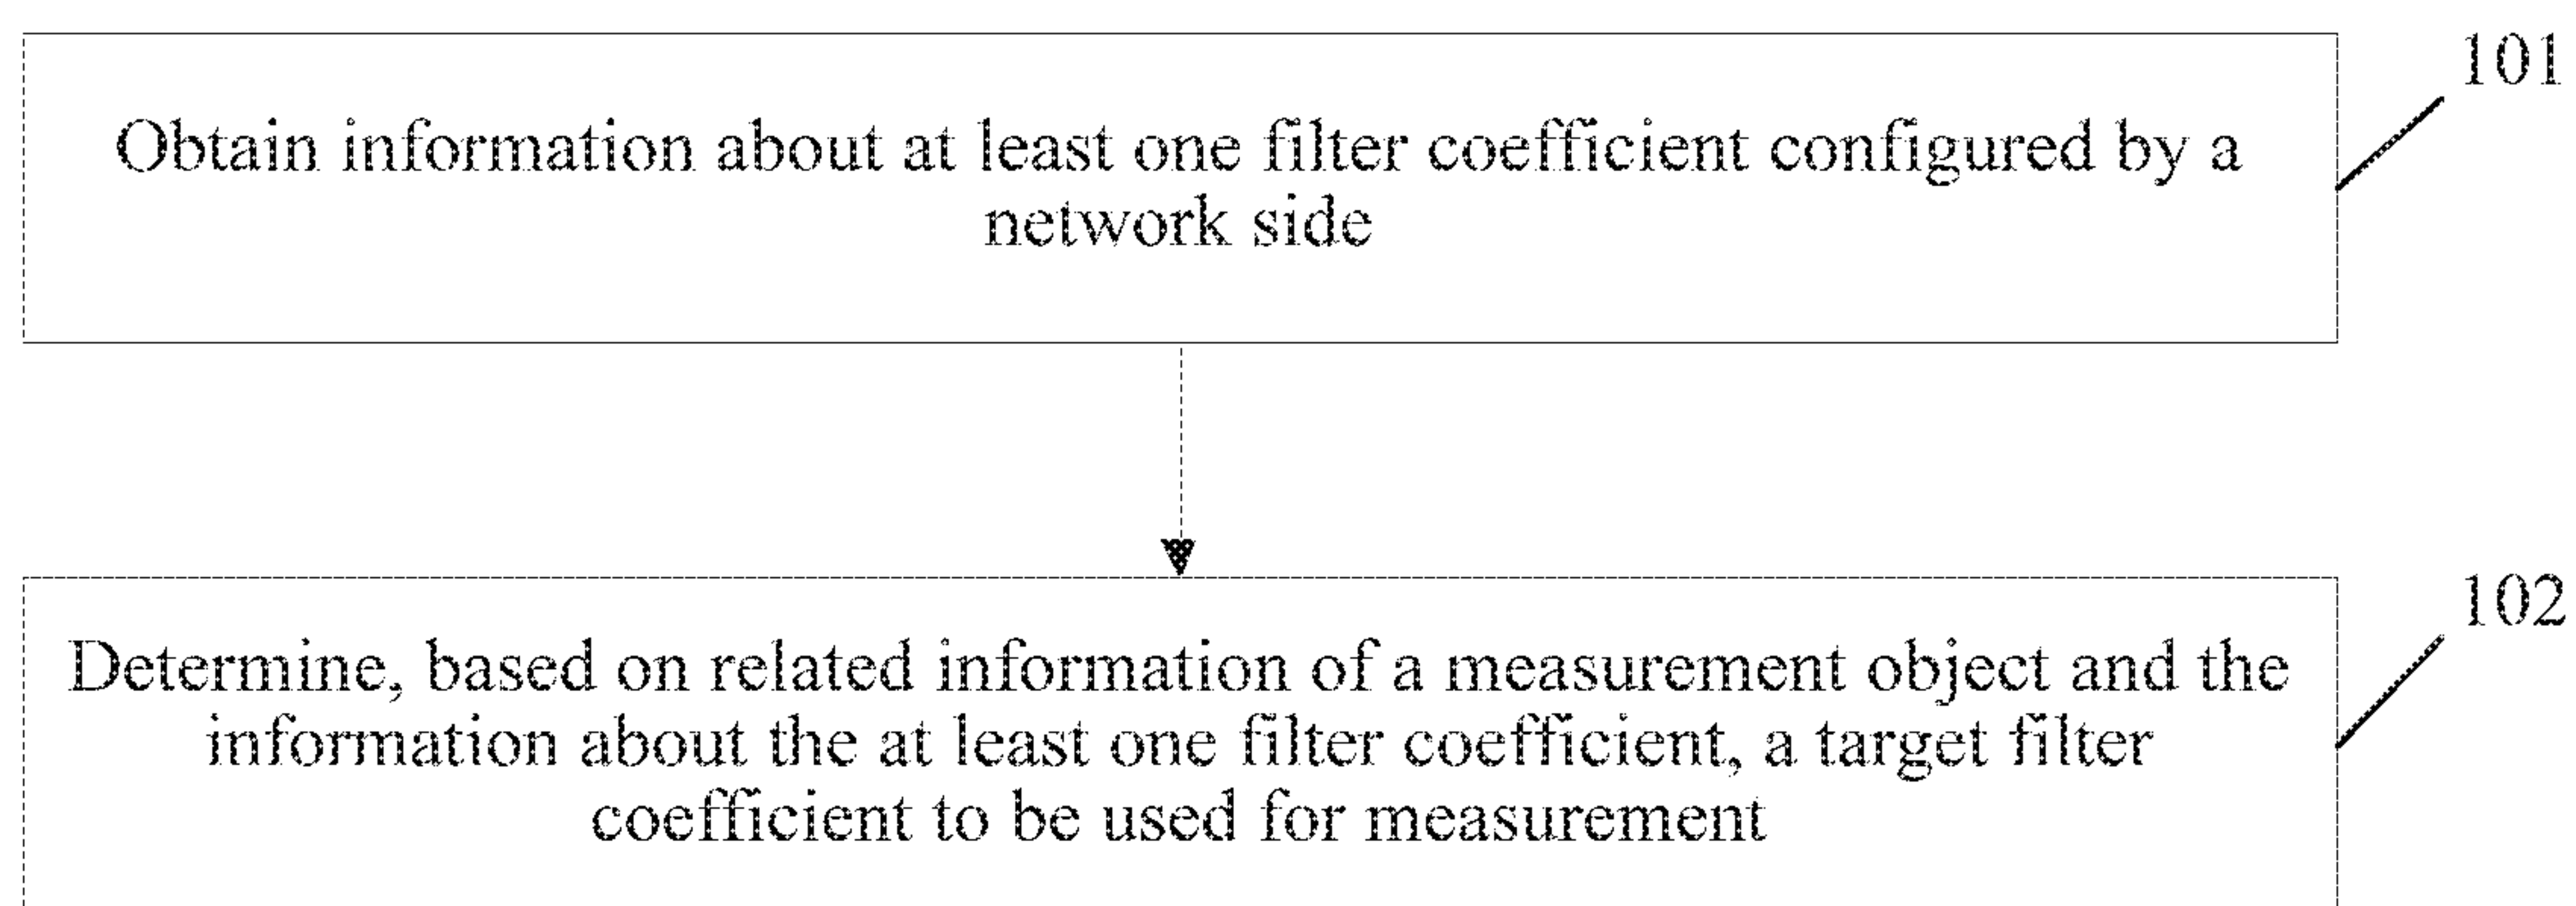 101
Obtain information about at least one filter coefficient configured by a
network side
102
Determine, based on related information of a measurement object and the
information about the at least one filter coefficient, a target filter
coefficient to be used for measurement